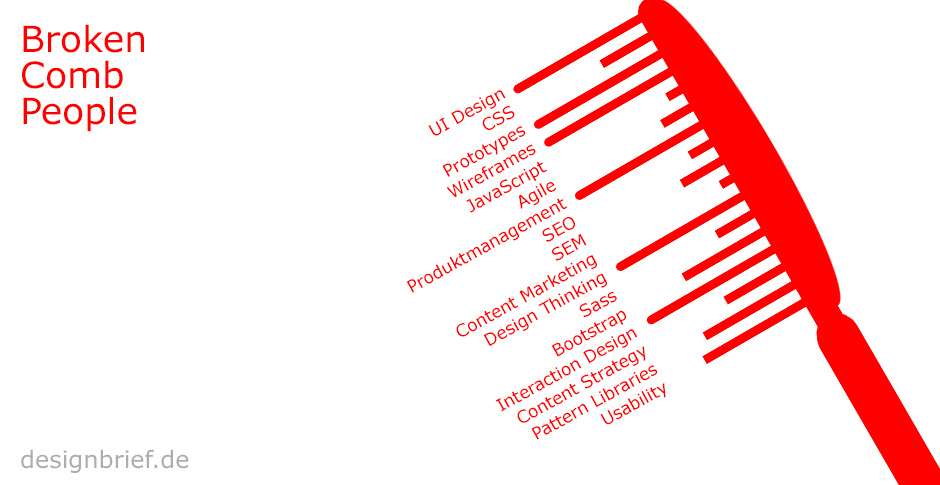 Broken
Comb
People
UI Design
CSS
Prototypes
Wireframes
JavaScript
Agile
Produktmanagement
SEO
SEM
Content Marketing
Design Thinking
Sass
Bootstrap
Interaction Design
Content Strategy
Pattern Libraries
Usability
designbrief.de